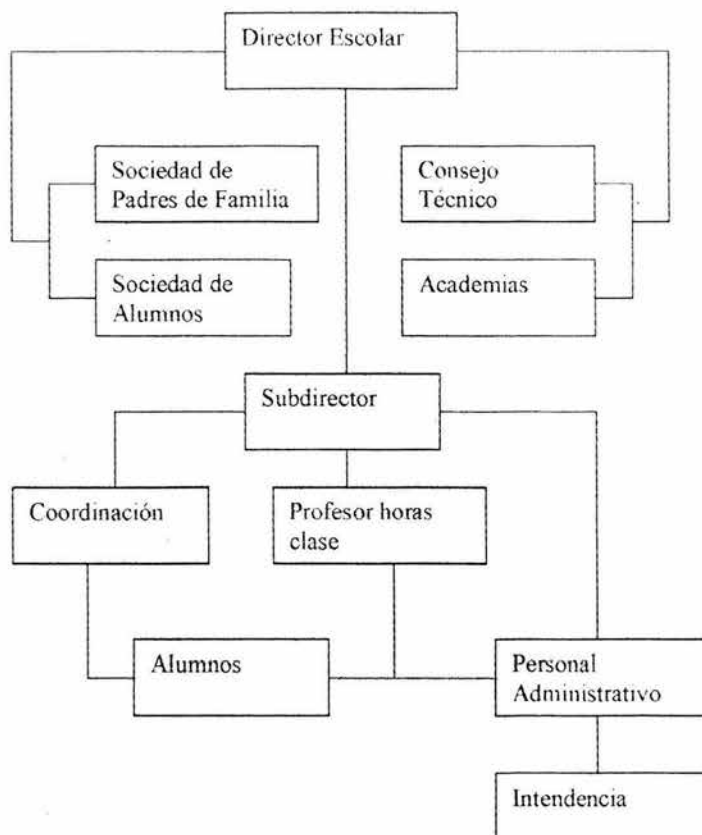 Director Escolar
Sociedad de
Padres de Familia
Consejo
Técnico
Sociedad de
Alumnos
Academias
Subdirector
Coordinación
Profesor horas
clase
Alumnos
Personal
Administrativo
Intendencia